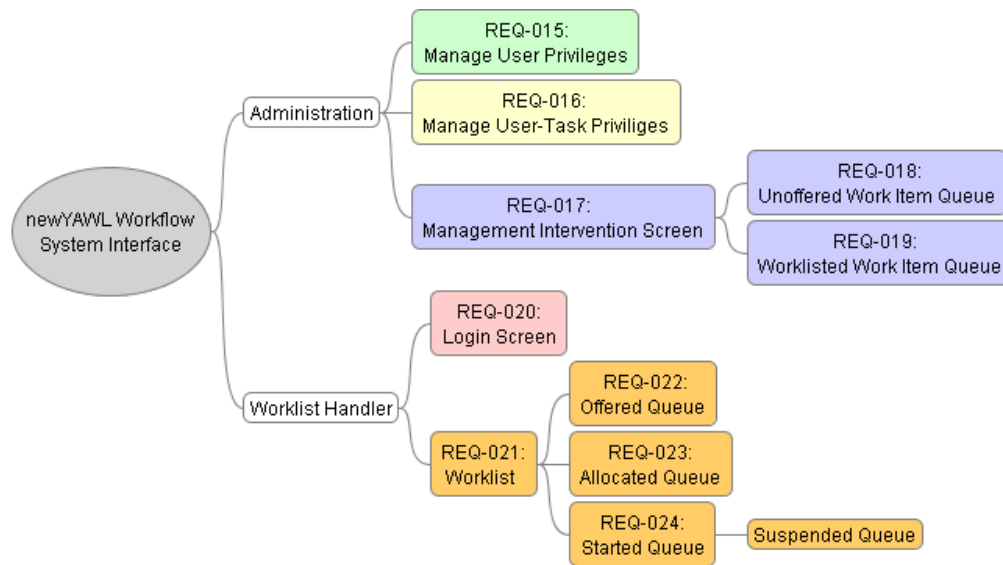 newYAWL Workflow
System Interface
Administration
REQ-015:
Manage User Privileges
REQ-016:
Manage User-Task Priviliges
REQ-017:
Management Intervention Screen
REQ-018:
Unoffered Work Item Queue
REQ-019:
Worklisted Work Item Queue
Worklist Handler
REQ-020:
Login Screen
REQ-021:
Worklist
REQ-022:
Offered Queue
REQ-023:
Allocated Queue
REQ-024:
Started Queue
Suspended Queue